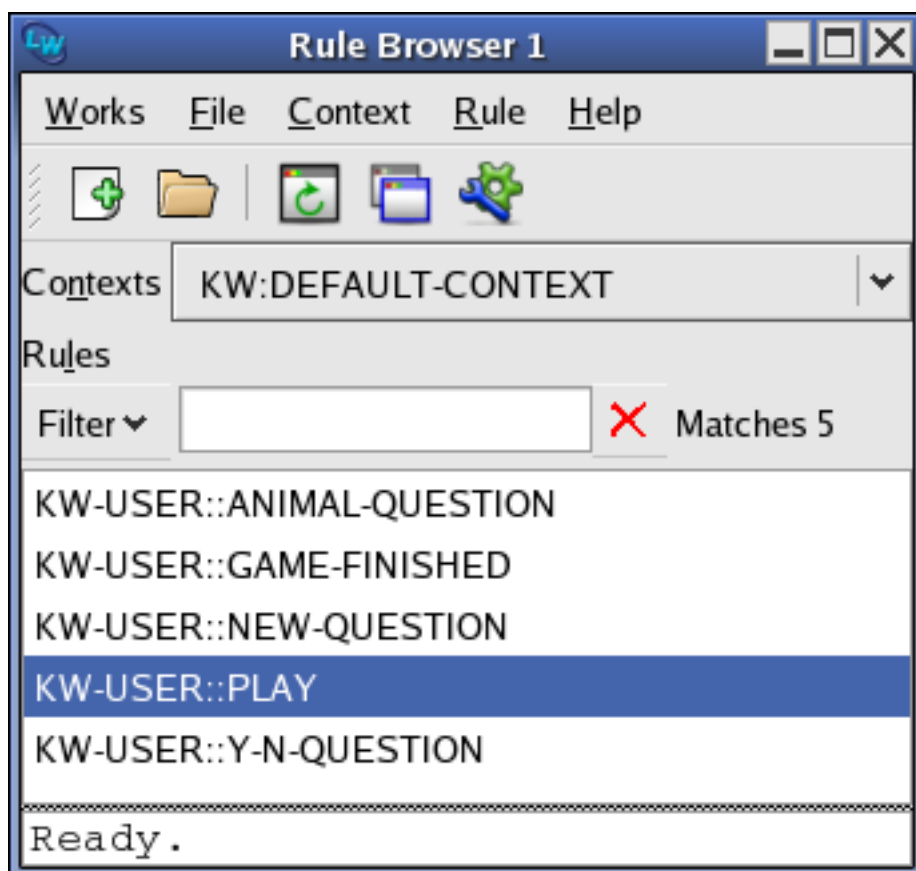 LW Rule Browser 1
Works File Context Rule Help
Contexts KW:DEFAULT-CONTEXT
Rules
Filter Matches 5
KW-USER::ANIMAL-QUESTION
KW-USER::GAME-FINISHED
KW-USER::NEW-QUESTION
KW-USER::PLAY
KW-USER::Y-N-QUESTION
Ready.